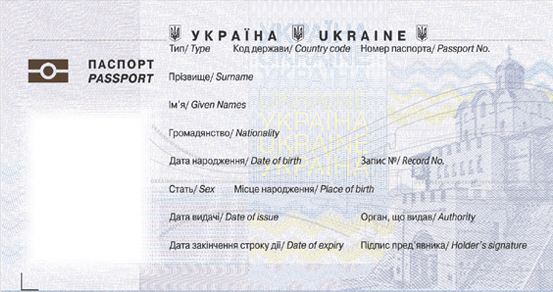 УКРАЇНА UKRAINE
Тип/ Type Код держави/ Country code Номер паспорта/ Passport No.
ПАСПОРТ
PASSPORT
Прізвище/ Surname
Ім'я/ Given Names
Громадянство/ Nationality
Дата народження/ Date of birth Запис №/ Record No.
Стать/ Sex Місце народження/ Place of birth
Дата видачі/ Date of issue Орган, що видав/ Authority
Дата закінчення строку дії/ Date of expiry Підпис пред'явника/ Holder's signature
УКРАЇНА
UKRAINE
УКРАЇНА
UKRAINE
УКРАЇНА